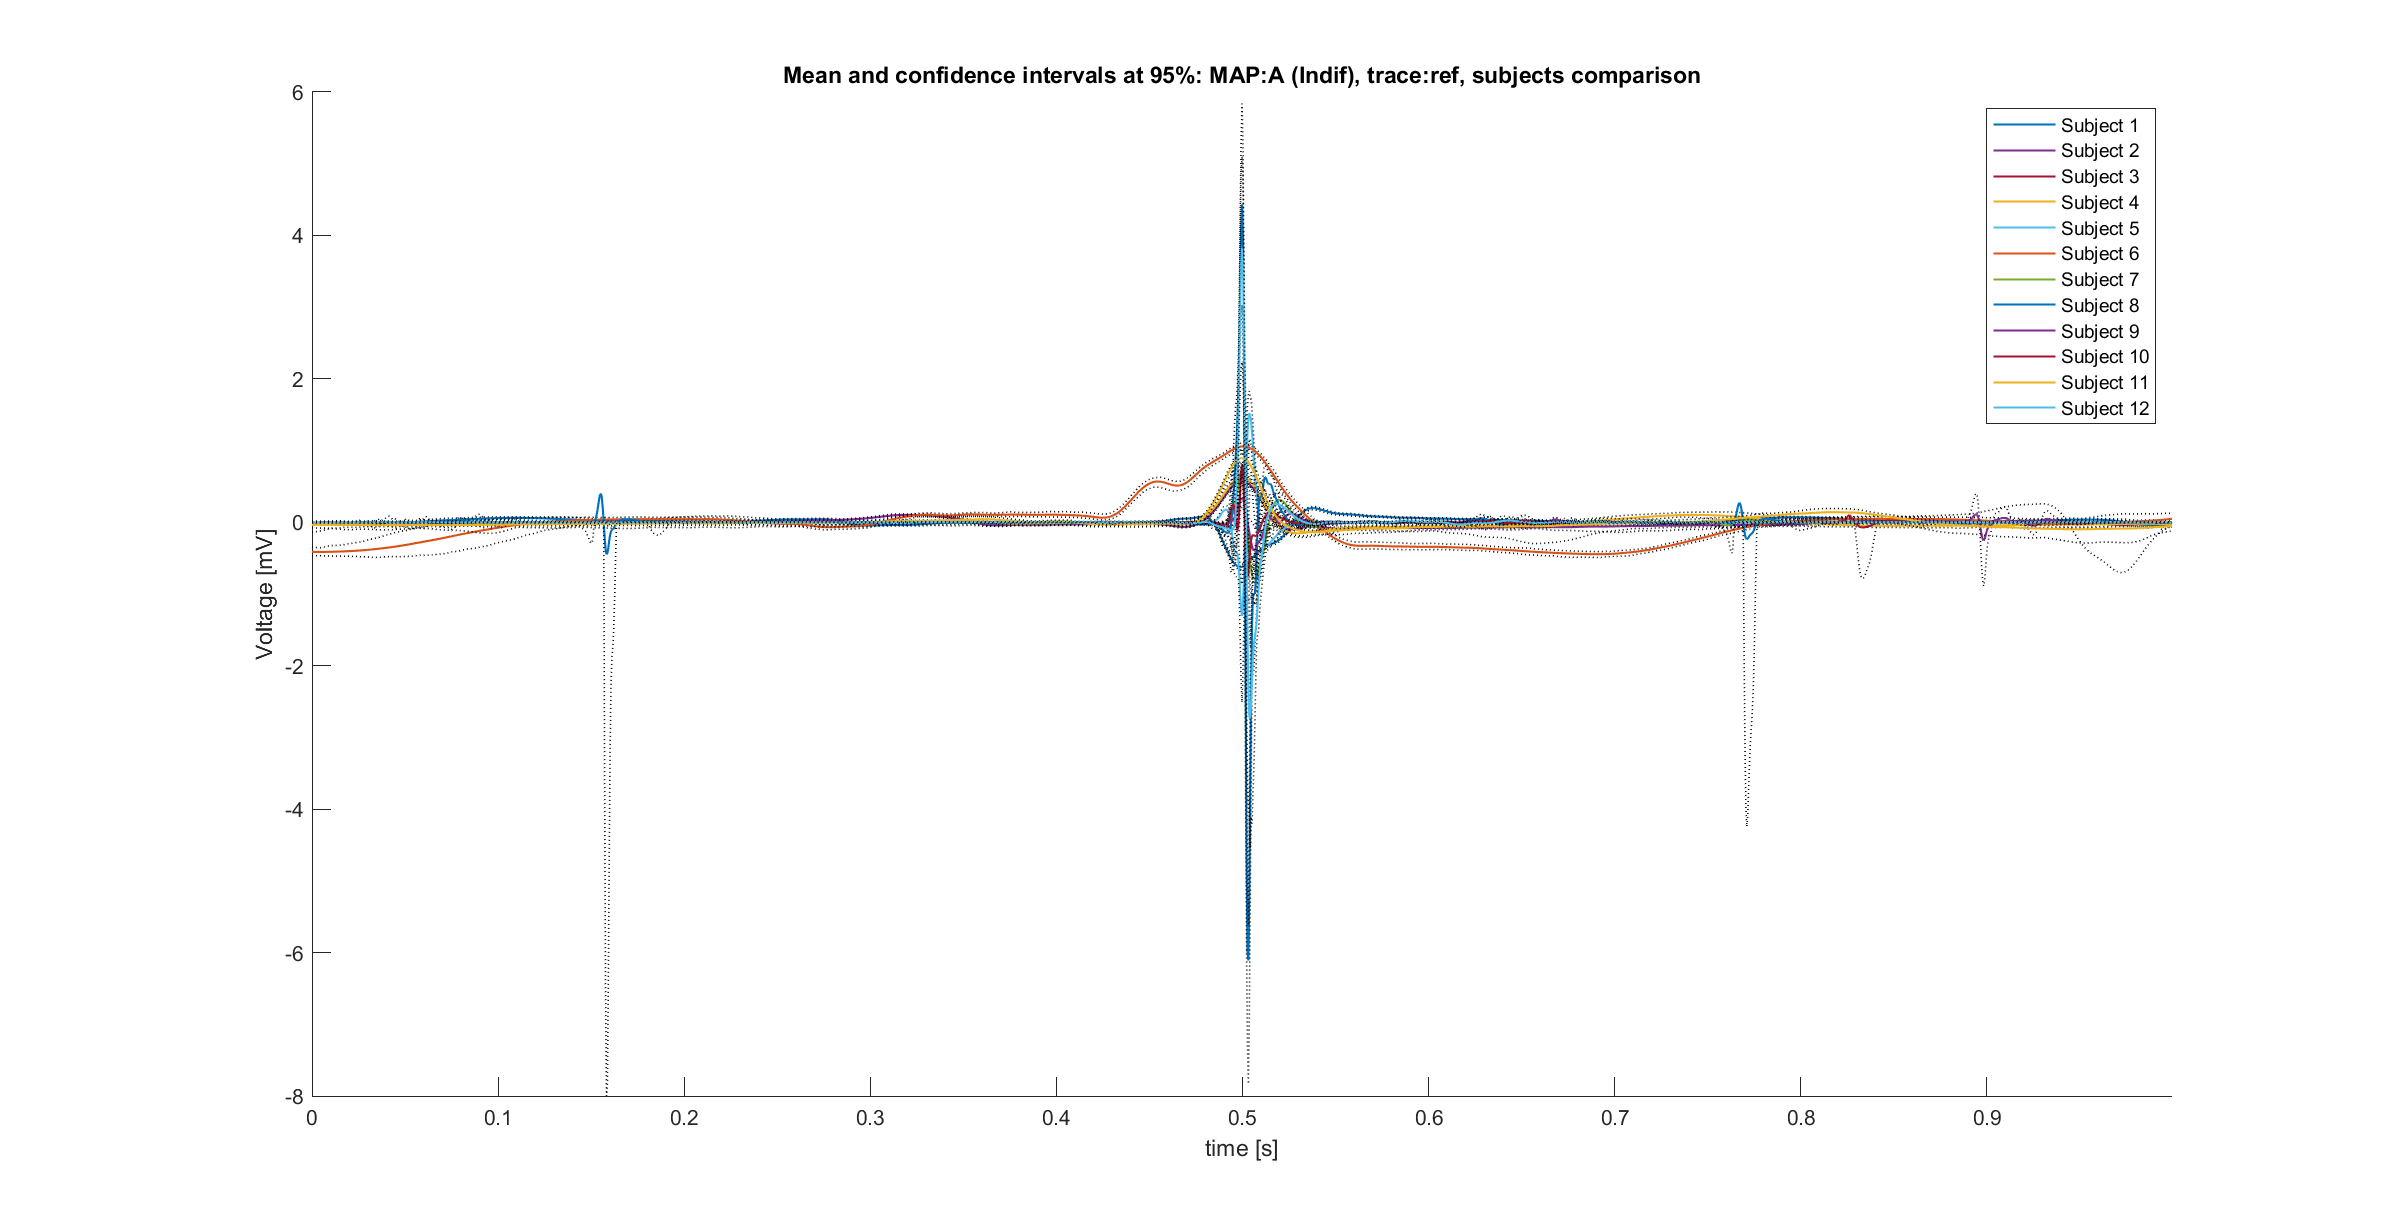 Mean and confidence intervals at 95%: MAP:A (Indif), trace:ref, subjects comparison
6
4
2
0
-2
-4
-6
-8
Voltage [mV]
0
0.1
0.2
0.3
0.4
0.5
0.6
0.7
0.8
0.9
time [s]
Subject 1
Subject 2
Subject 3
Subject 4
Subject 5
Subject 6
Subject 7
Subject 8
Subject 9
Subject 10
Subject 11
Subject 12